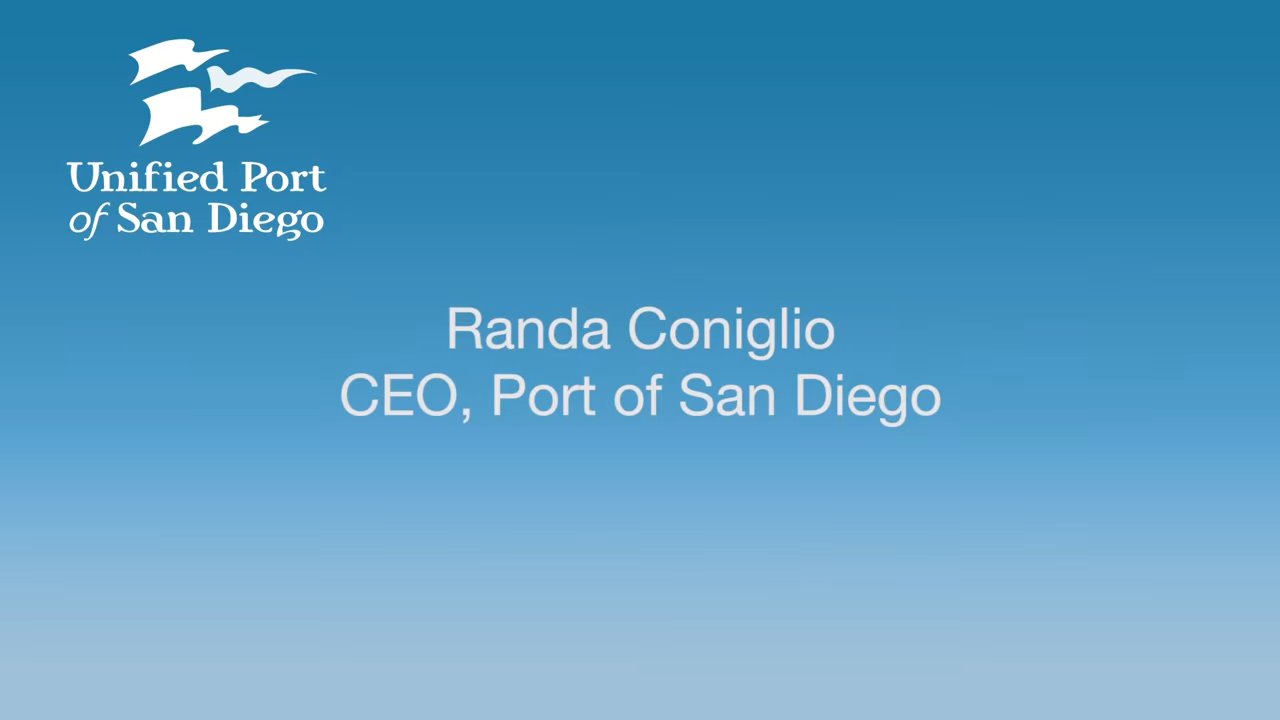 Unified Port
of San Diego
Randa Coniglio
CEO, Port of San Diego